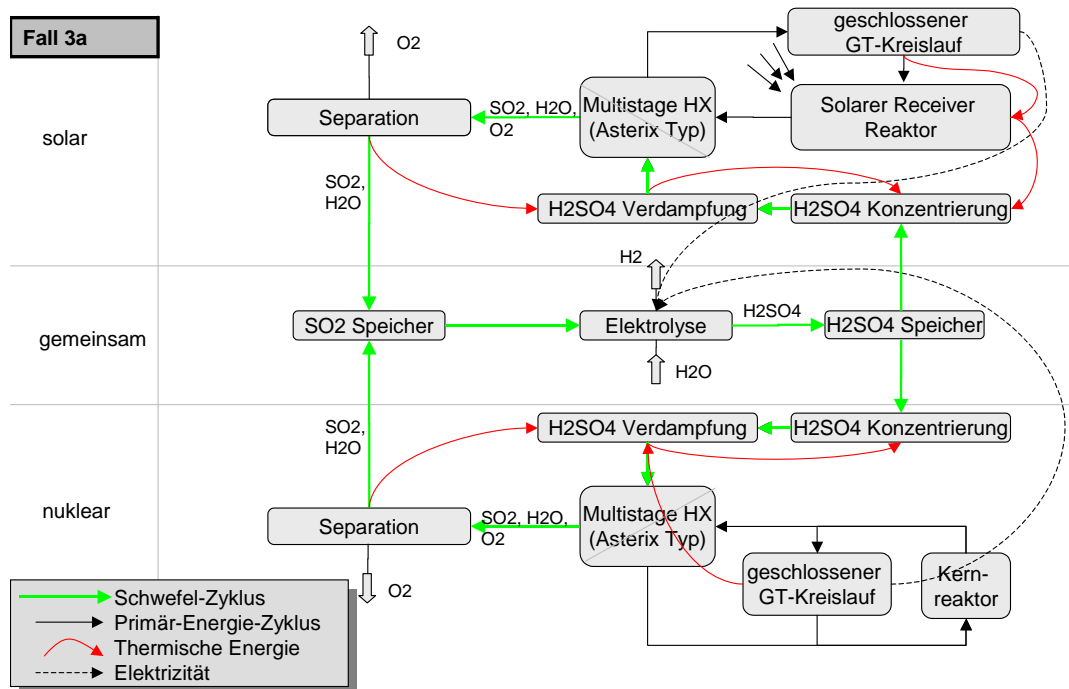 Fall 3a
O2
geschlossener
GT-Kreislauf
solar
Separation
SO2, H2O,
O2
Multistage HX
(Asterix Typ)
Solarer Receiver
Reaktor
SO2,
H2O
H2SO4 Verdampfung
H2SO4 Konzentrierung
H2
gemeinsam
SO2 Speicher
Elektrolyse
H2SO4
H2SO4 Speicher
H2O
SO2,
H2O
H2SO4 Verdampfung
H2SO4 Konzentrierung
nuklear
Separation
SO2, H2O,
O2
Multistage HX
(Asterix Typ)
geschlossener
GT-Kreislauf
Kern-
reaktor
O2
Schwefel-Zyklus
Primär-Energie-Zyklus
Thermische Energie
Elektrizität